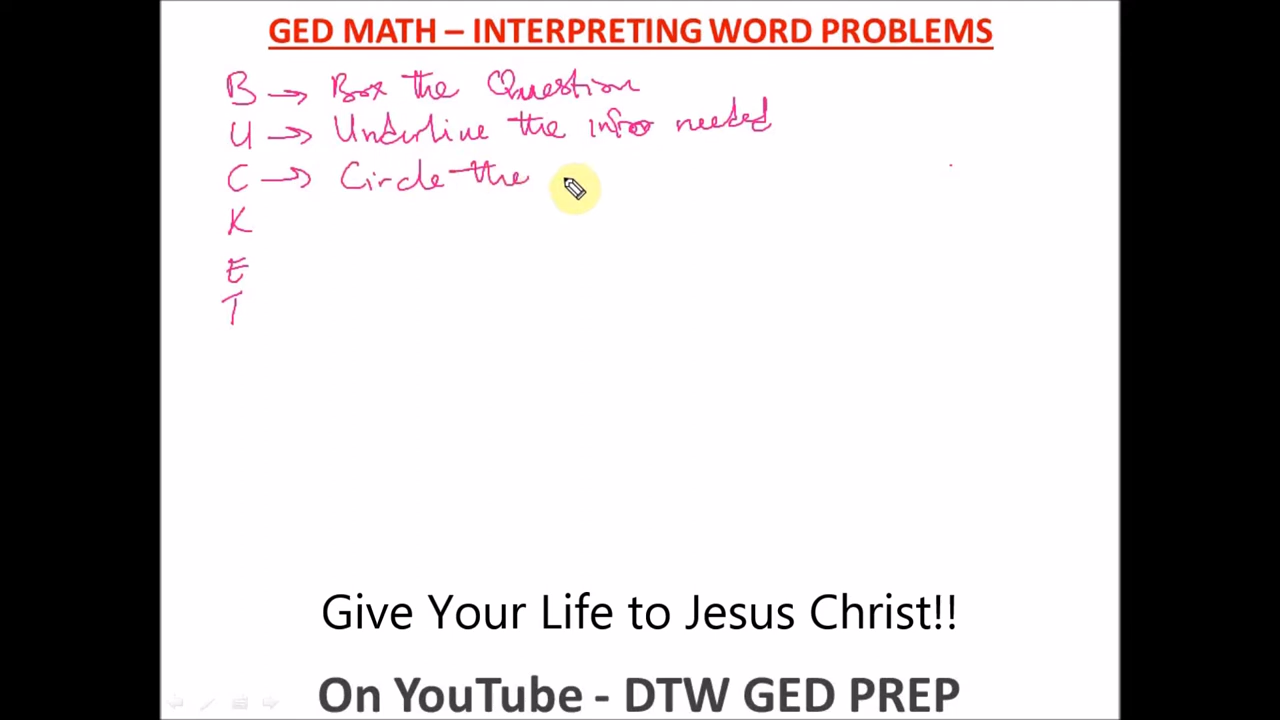 GED MATH – INTERPRETING WORD PROBLEMS
B → Box the Question
U → Underline the info needed
C → Circle the
K
E
T
Give Your Life to Jesus Christ!!
On YouTube - DTW GED PREP